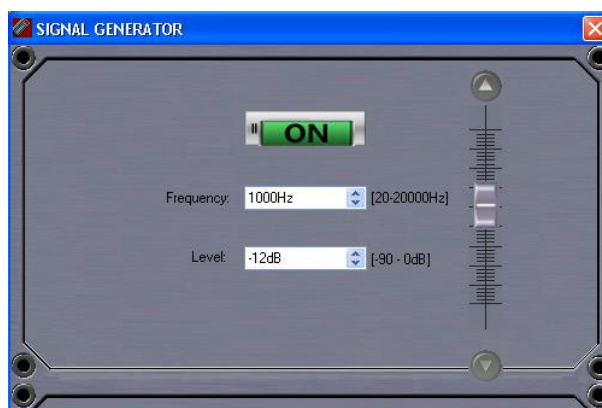 SIGNAL GENERATOR
ON
Frequency: 1000Hz [20-20000Hz]
Level: -12dB [-90 - 0dB]